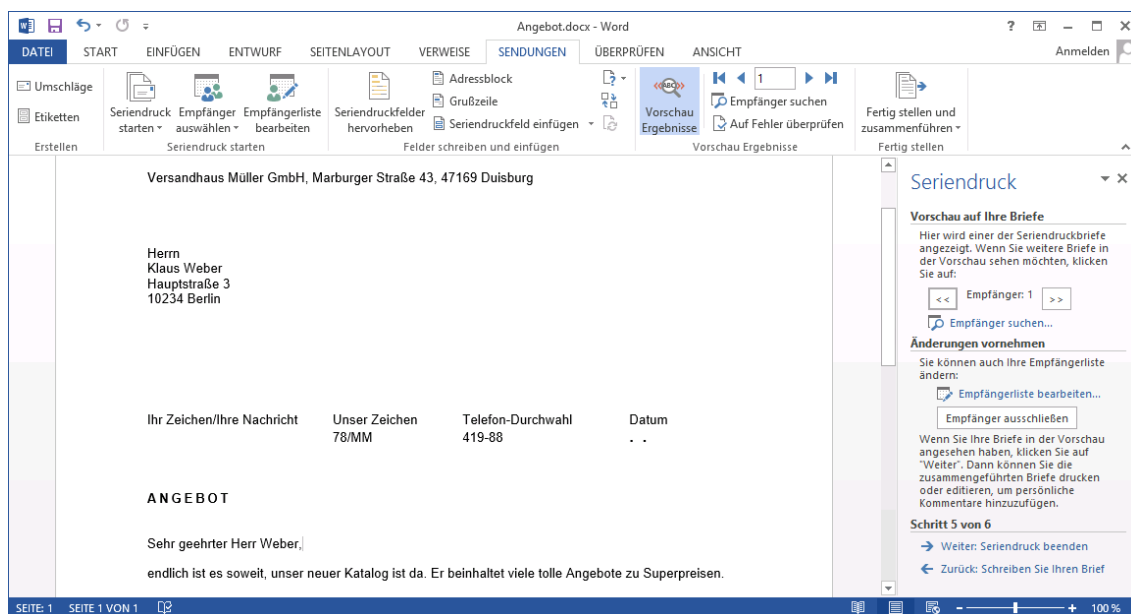 Angebot.docx - Word
?
DATEI START EINFÜGEN ENTWURF SEITENLAYOUT VERWEISE SENDUNGEN ÜBERPRÜFEN ANSICHT Anmelden
Umschläge
Etiketten
Erstellen
Seriendruck starten
Empfänger auswählen
Empfängerliste bearbeiten
Seriendruck starten
Seriendruckfelder hervorheben
Adressblock
Grußzeile
Seriendruckfeld einfügen
Felder schreiben und einfügen
ABC
Vorschau Ergebnisse
1
Empfänger suchen
Auf Fehler überprüfen
Vorschau Ergebnisse
Fertig stellen und zusammenführen
Fertig stellen
Versandhaus Müller GmbH, Marburger Straße 43, 47169 Duisburg
Herrn
Klaus Weber
Hauptstraße 3
10234 Berlin
Ihr Zeichen/Ihre Nachricht Unser Zeichen Telefon-Durchwahl Datum
78/MM 419-88 . .
ANGEBOT
Sehr geehrter Herr Weber,
endlich ist es soweit, unser neuer Katalog ist da. Er beinhaltet viele tolle Angebote zu Superpreisen.
Seriendruck
Vorschau auf Ihre Briefe
Hier wird einer der Seriendruckbriefe
angezeigt. Wenn Sie weitere Briefe in
der Vorschau sehen möchten, klicken
Sie auf:
<< Empfänger: 1 >>
Empfänger suchen...
Änderungen vornehmen
Sie können auch Ihre Empfängerliste
ändern:
Empfängerliste bearbeiten...
Empfänger ausschließen
Wenn Sie Ihre Briefe in der Vorschau
angesehen haben, klicken Sie auf
"Weiter". Dann können Sie die
zusammengeführten Briefe drucken
oder editieren, um persönliche
Kommentare hinzuzufügen.
Schritt 5 von 6
Weiter: Seriendruck beenden
Zurück: Schreiben Sie Ihren Brief
SEITE: 1 SEITE 1 VON 1 100 %